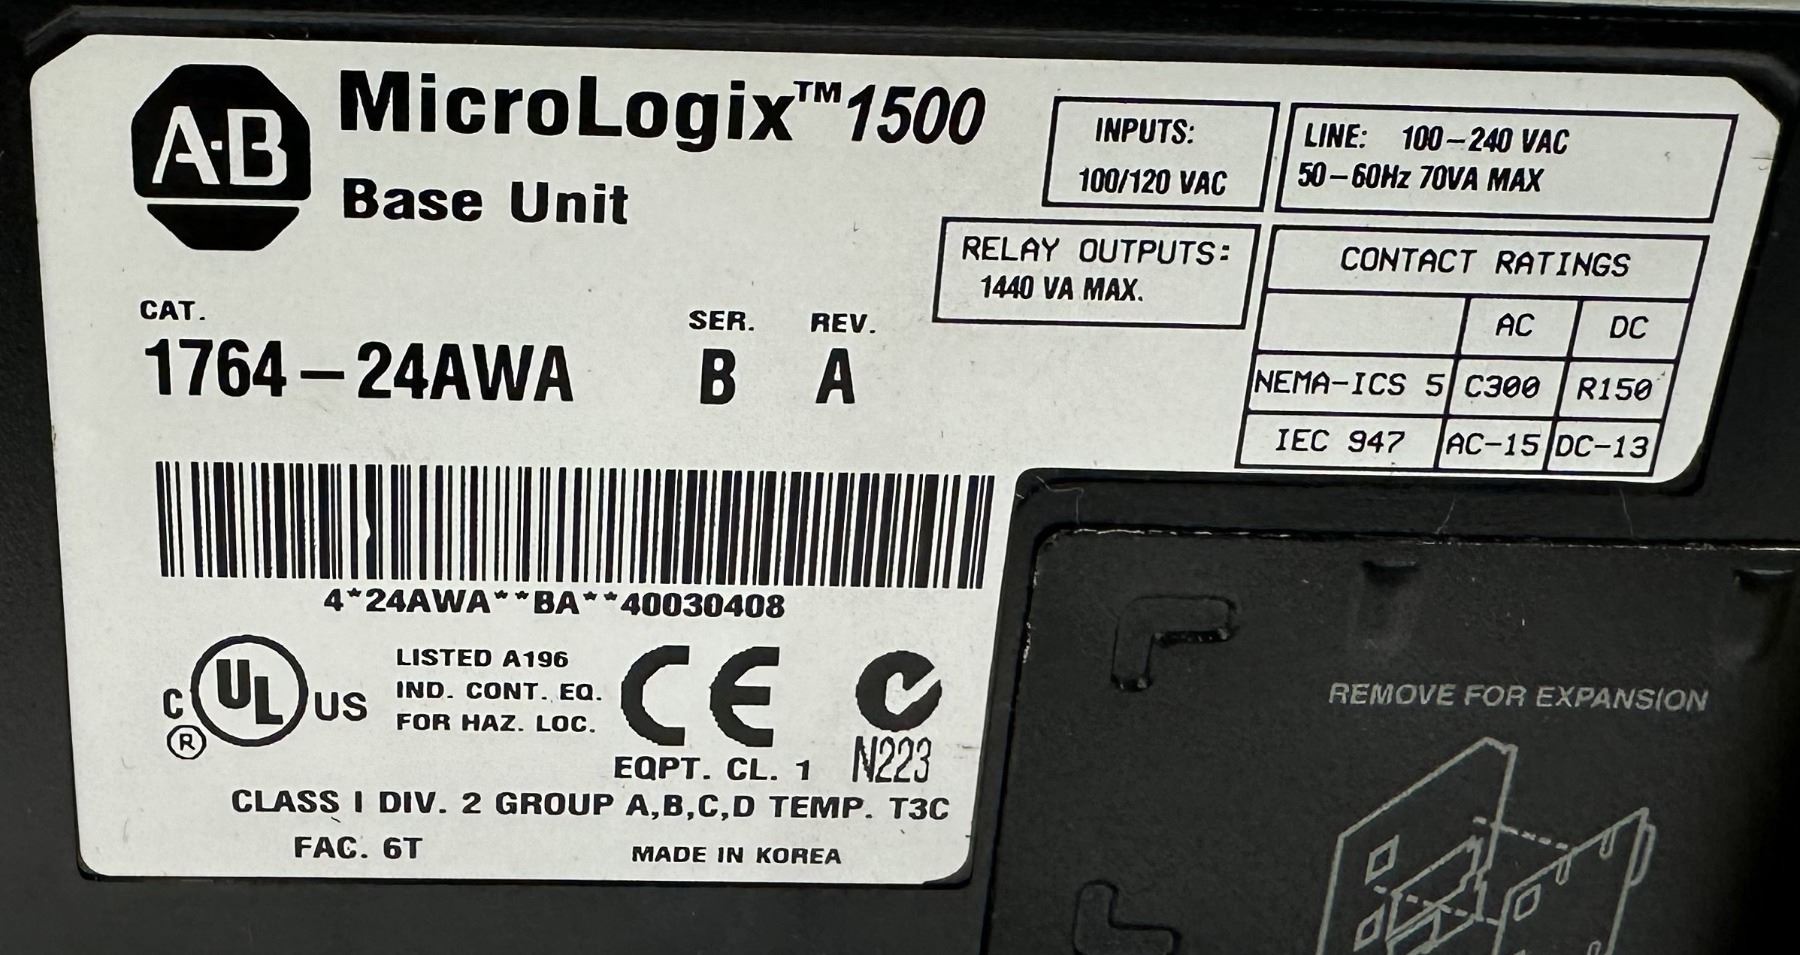 A·B
MicroLogix™1500
Base Unit
CAT.
1764-24AWA
SER.
B
REV.
A
INPUTS:
100/120 VAC
LINE: 100-240 VAC
50-60Hz 70VA MAX
RELAY OUTPUTS:
1440 VA MAX.
CONTACT RATINGS
AC DC
NEMA-ICS 5 C300 R150
IEC 947 AC-15 DC-13
4*24AWA**BA**40030408
C UL US
®
LISTED A196
IND. CONT. EQ.
FOR HAZ. LOC.
CE
N223
EQPT. CL. 1
CLASS I DIV. 2 GROUP A,B,C,D TEMP. T3C
FAC. 6T
MADE IN KOREA
REMOVE FOR EXPANSION